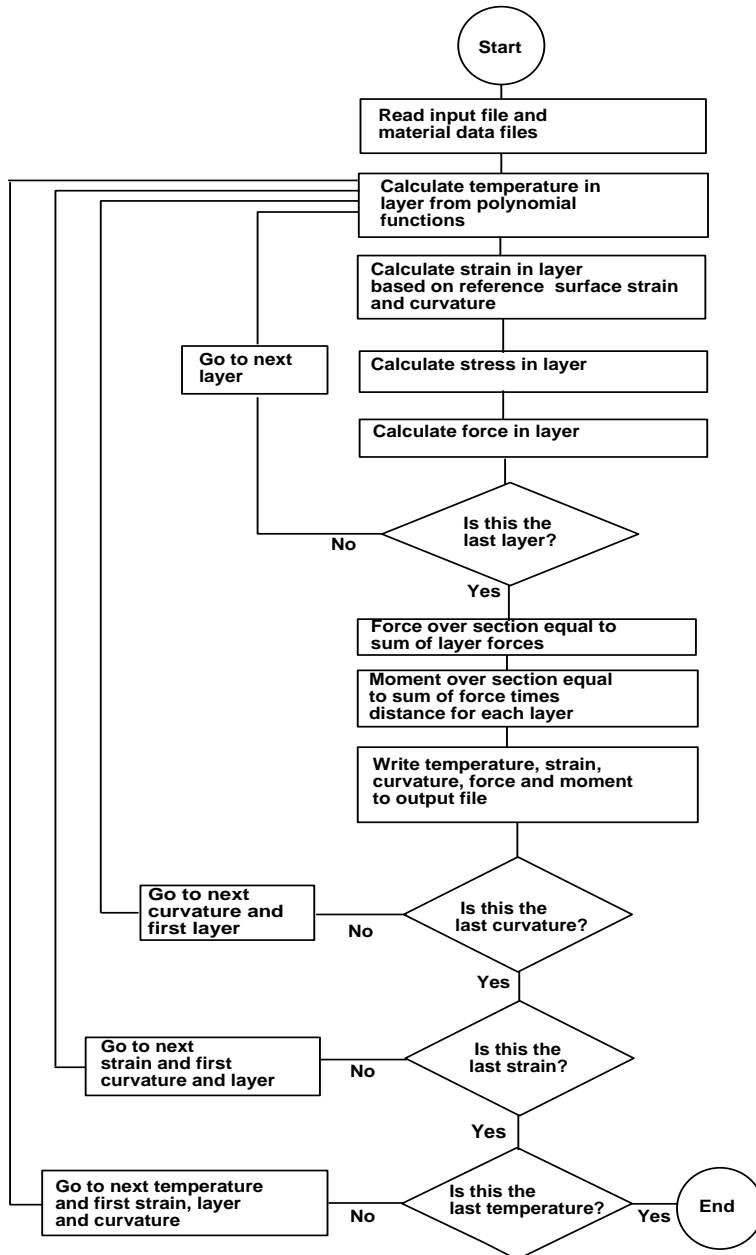 Start
Read input file and
material data files
Calculate temperature in
layer from polynomial
functions
Calculate strain in layer
based on reference surface strain
and curvature
Go to next
layer
Calculate stress in layer
Calculate force in layer
Is this the
last layer?
No
Yes
Force over section equal to
sum of layer forces
Moment over section equal
to sum of force times
distance for each layer
Write temperature, strain,
curvature, force and moment
to output file
Go to next
curvature and
first layer
No
Is this the
last curvature?
Yes
Go to next
strain and first
curvature and layer
No
Is this the
last strain?
Yes
Go to next temperature
and first strain, layer
and curvature
No
Is this the
last temperature?
Yes
End